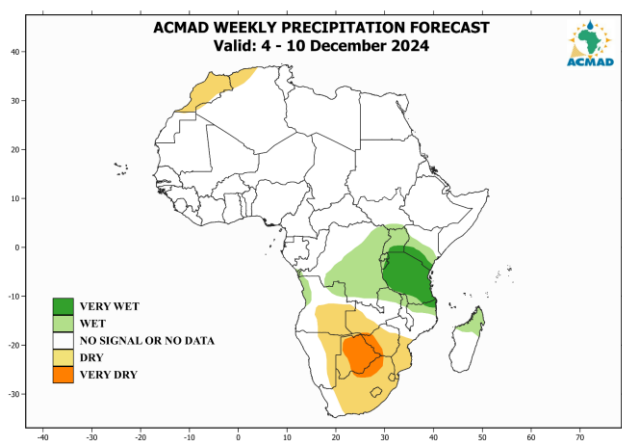 ACMAD WEEKLY PRECIPITATION FORECAST
Valid: 4 - 10 December 2024
ACMAD
40
30
20
10
0
-10
-20
-30
VERY WET
WET
NO SIGNAL OR NO DATA
DRY
VERY DRY
-40 -30 -20 -10 0 10 20 30 40 50 60 70